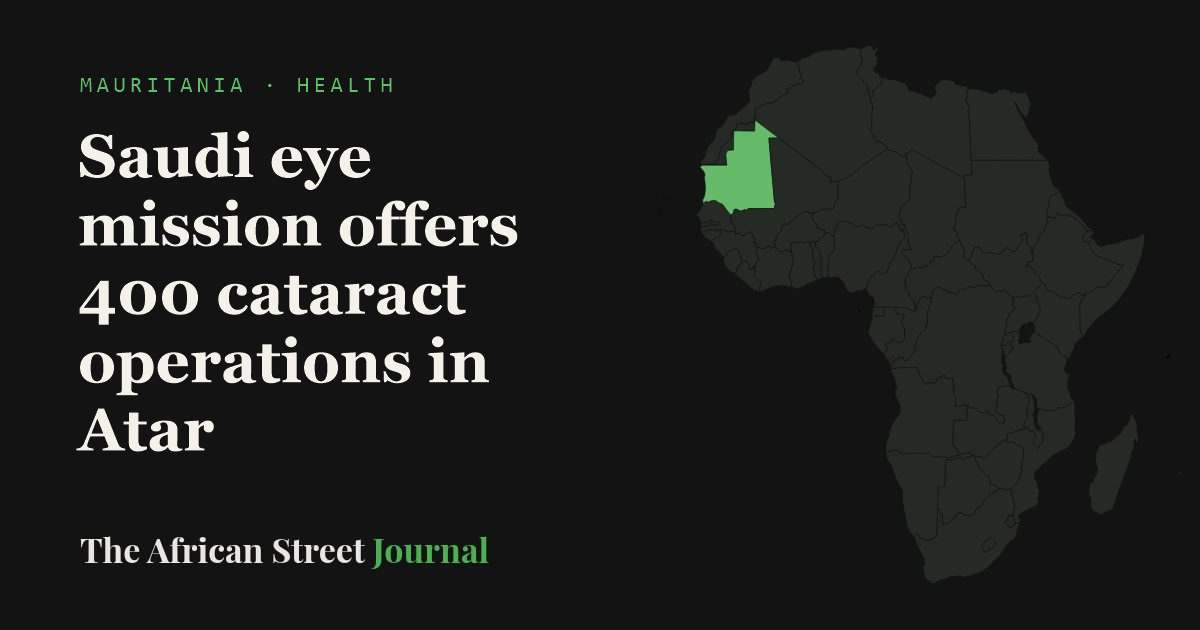 MAURITANIA · HEALTH
Saudi eye
mission offers
400 cataract
operations in
Atar
The African Street Journal